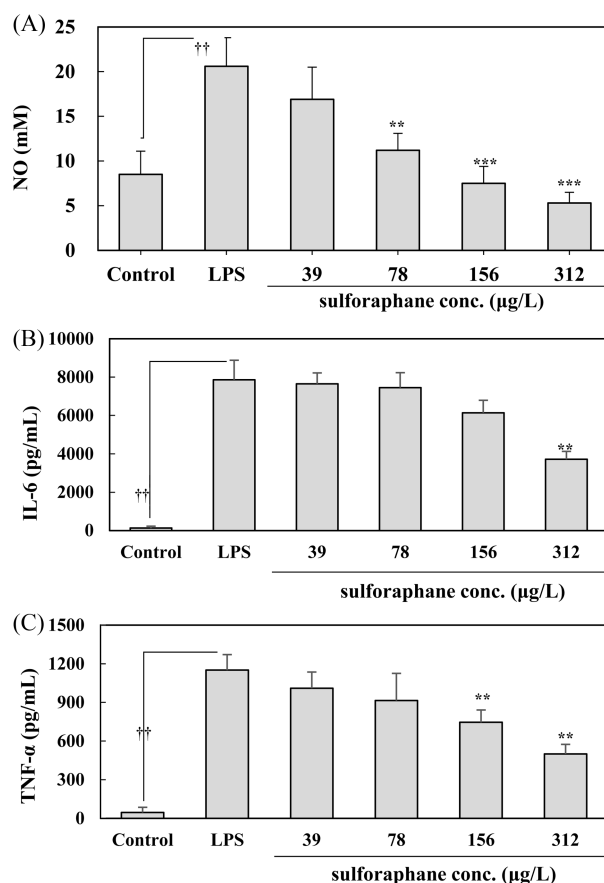 (A)
NO (mM)
25
20
15
10
5
0
††
**
***
***
Control LPS 39 78 156 312
sulforaphane conc. (µg/L)
(B)
IL-6 (pg/mL)
10000
8000
6000
4000
2000
0
††
**
Control LPS 39 78 156 312
sulforaphane conc. (µg/L)
(C)
TNF-α (pg/mL)
1500
1200
900
600
300
0
††
**
**
Control LPS 39 78 156 312
sulforaphane conc. (µg/L)